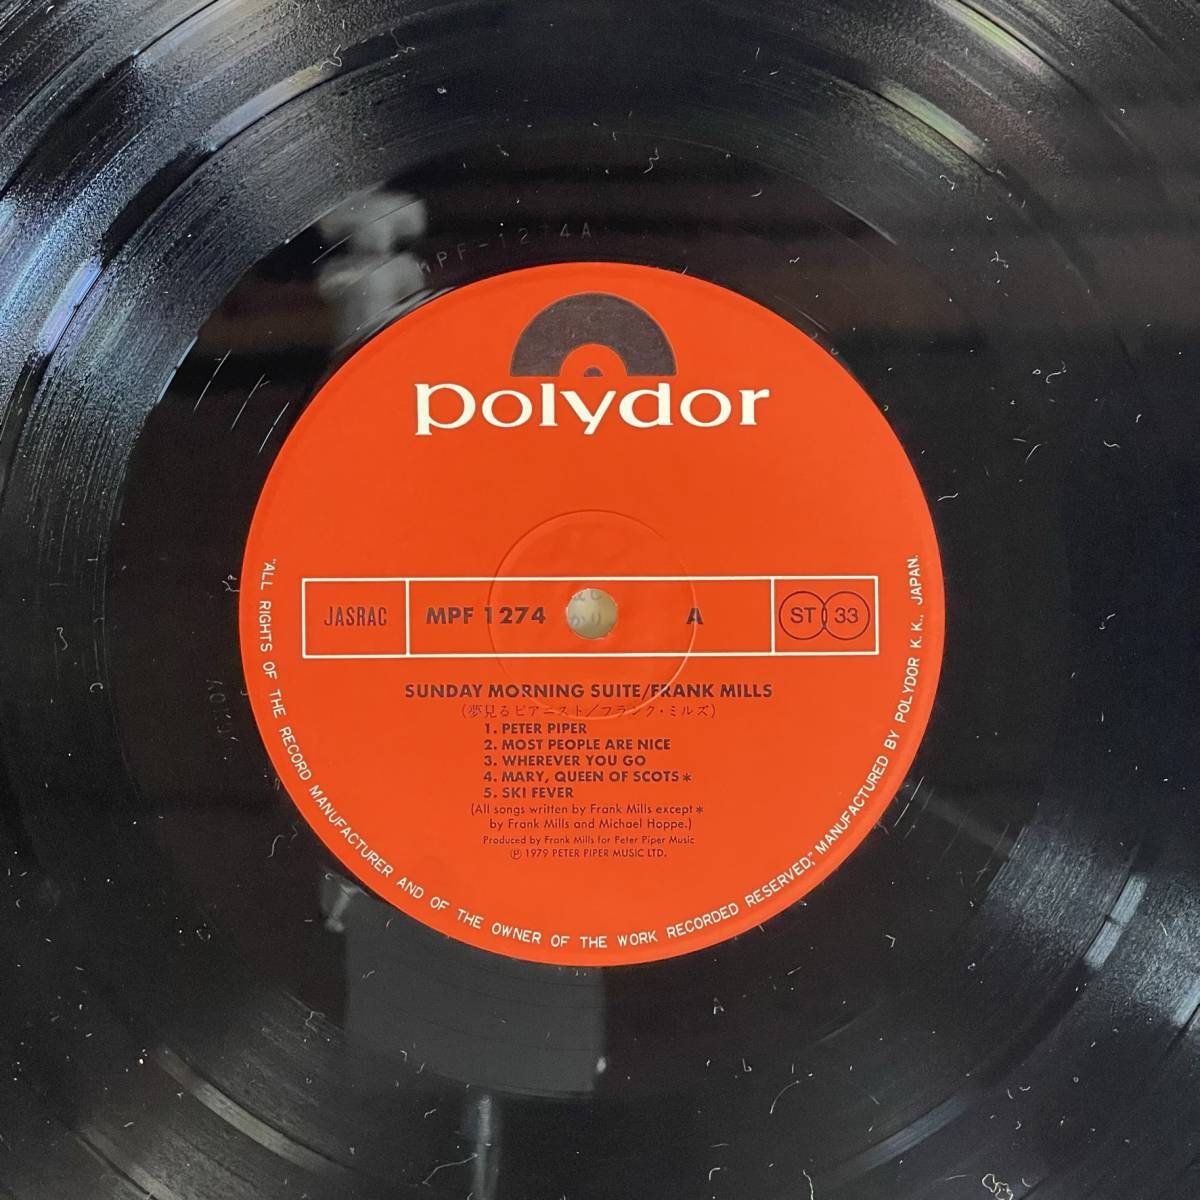 MPF-1274A
polydor
JASRAC MPF 1274 A ST 33
SUNDAY MORNING SUITE/FRANK MILLS
(夢見るピアニスト/フランク・ミルズ)
1. PETER PIPER
2. MOST PEOPLE ARE NICE
3. WHEREVER YOU GO
4. MARY, QUEEN OF SCOTS*
5. SKI FEVER
(All songs written by Frank Mills except*
by Frank Mills and Michael Hoppe.)
Produced by Frank Mills for Peter Piper Music
℗ 1979 PETER PIPER MUSIC LTD.
"ALL RIGHTS OF THE RECORD MANUFACTURER AND OF THE OWNER OF THE WORK RECORDED RESERVED," MANUFACTURED BY POLYDOR K.K., JAPAN.